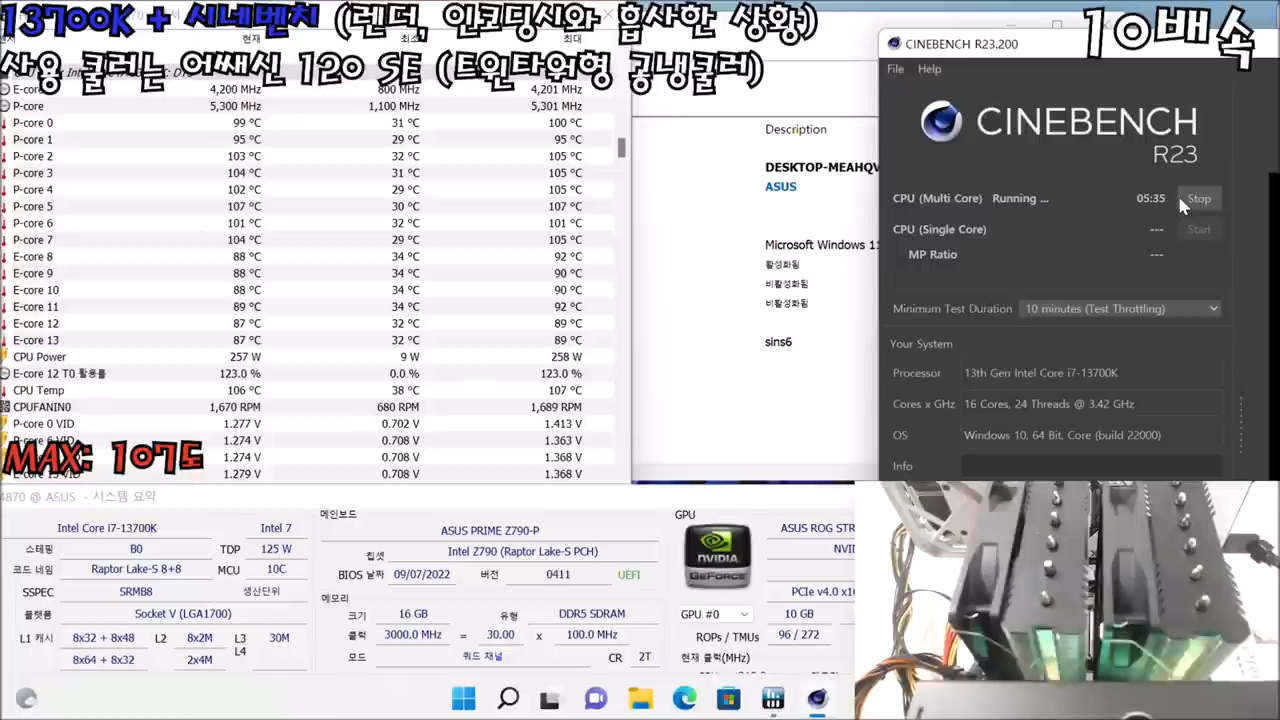 13700K + 시네벤치 (렌더, 인코딩시와 흡사한 상황)
10배속
현재 최소 최대
사용 쿨러는 어쌔신 120 SE (트윈타워형 공냉쿨러)
E-core 4,200 MHz 800 MHz 4,201 MHz
P-core 5,300 MHz 1,100 MHz 5,301 MHz
P-core 0 99 °C 31 °C 100 °C
P-core 1 95 °C 29 °C 95 °C
P-core 2 103 °C 32 °C 105 °C
P-core 3 104 °C 31 °C 105 °C
P-core 4 102 °C 29 °C 105 °C
P-core 5 107 °C 30 °C 107 °C
P-core 6 101 °C 32 °C 105 °C
P-core 7 104 °C 29 °C 105 °C
E-core 8 88 °C 34 °C 92 °C
E-core 9 88 °C 34 °C 90 °C
E-core 10 88 °C 34 °C 90 °C
E-core 11 89 °C 34 °C 92 °C
E-core 12 87 °C 32 °C 89 °C
E-core 13 87 °C 32 °C 89 °C
CPU Power 257 W 9 W 258 W
E-core 12 T0 활용률 123.0 % 0.0 % 123.0 %
CPU Temp 106 °C 38 °C 107 °C
CPUFANIN0 1,670 RPM 680 RPM 1,689 RPM
P-core 0 VID 1.277 V 0.702 V 1.413 V
P-core 6 VID 1.274 V 0.708 V 1.363 V
1.274 V 0.708 V 1.368 V
1.279 V 0.708 V 1.368 V
MAX: 107도
Description
DESKTOP-MEAHQV
ASUS
Microsoft Windows 11
활성화됨
비활성화됨
비활성화됨
sins6
CINEBENCH R23.200
File Help
CINEBENCH
R23
CPU (Multi Core) Running ... 05:35 Stop
CPU (Single Core) --- Start
MP Ratio ---
Minimum Test Duration 10 minutes (Test Throttling)
Your System
Processor 13th Gen Intel Core i7-13700K
Cores x GHz 16 Cores, 24 Threads @ 3.42 GHz
OS Windows 10, 64 Bit, Core (build 22000)
Info
4870 @ ASUS - 시스템 요약
Intel Core i7-13700K Intel 7
스테핑 B0 TDP 125 W
코드 네임 Raptor Lake-S 8+8 MCU 10C
SSPEC SRMB8 생산단위
플랫폼 Socket V (LGA1700)
L1 캐시 8x32 + 8x48 L2 8x2M L3 30M
8x64 + 8x32 2x4M L4
메인보드
ASUS PRIME Z790-P
칩셋 Intel Z790 (Raptor Lake-S PCH)
BIOS 날짜 09/07/2022 버전 0411 UEFI
메모리
크기 16 GB 유형 DDR5 SDRAM
클럭 3000.0 MHz = 30.00 x 100.0 MHz
모드 쿼드 채널 CR 2T
GPU
ASUS ROG STR
NVIDIA
GEFORCE
NVID
PCIe v4.0 x16
GPU #0 10 GB
ROPs / TMUs 96 / 272
현재 클럭(MHz)